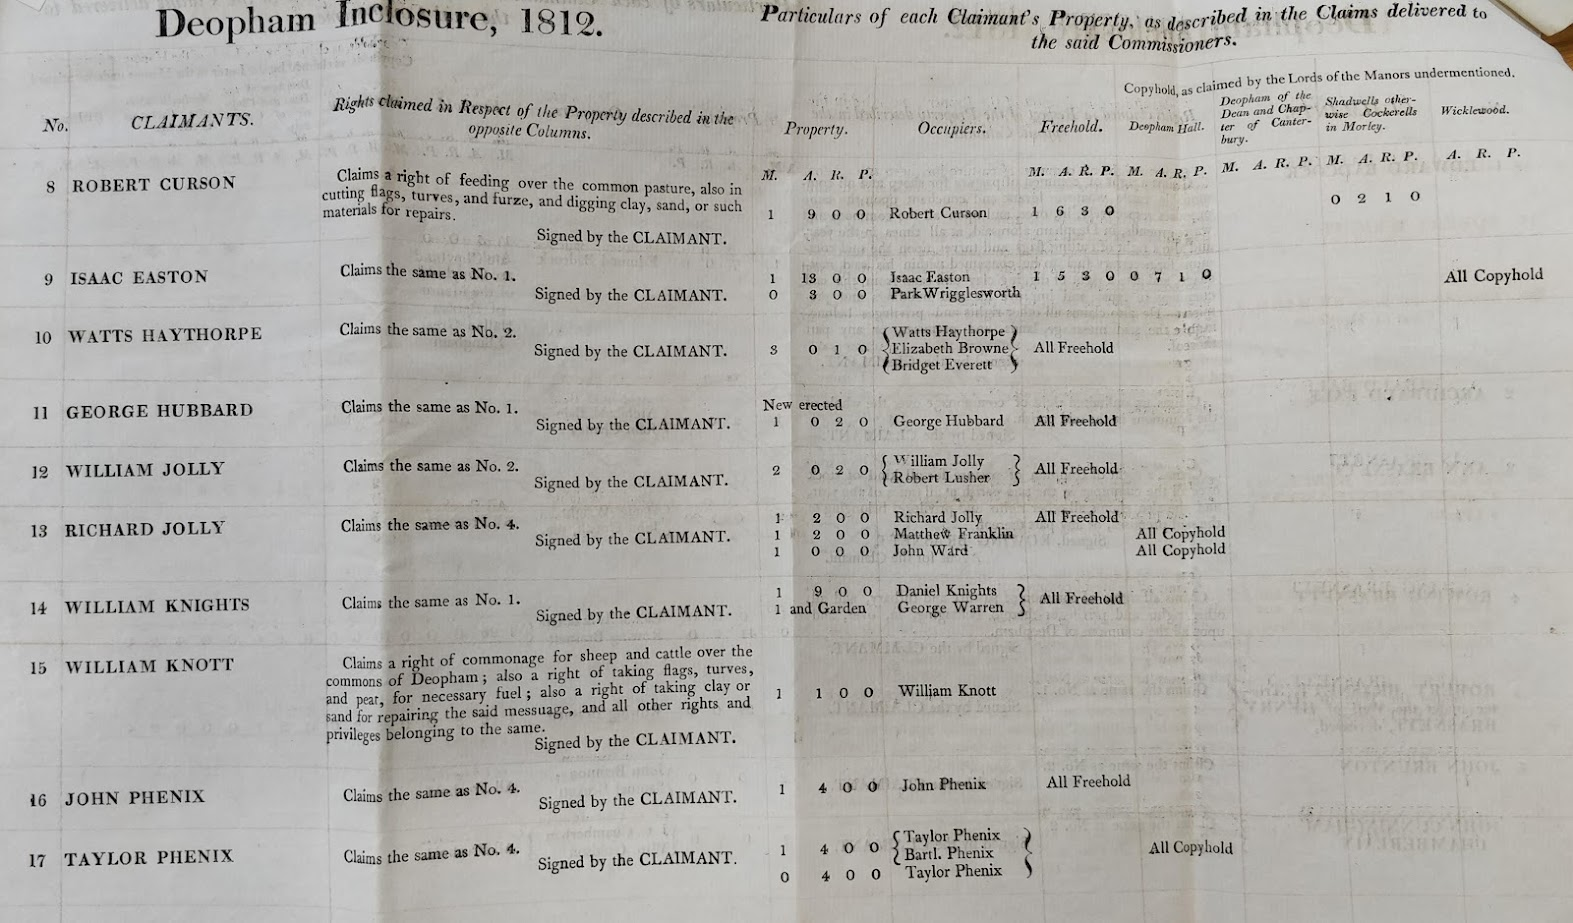 Deopham Inclosure, 1812.
Particulars of each Claimant's Property, as described in the Claims delivered to
the said Commissioners.
No. CLAIMANTS. Rights claimed in Respect of the Property described in the
opposite Columns.
Property. Occupiers. Freehold.
Copyhold, as claimed by the Lords of the Manors undermentioned.
Deopham Hall.
Deopham of the
Dean and Chap-
ter of Canter-
bury.
Shadwells other-
wise Cockerells
in Morley.
Wicklewood.
M. A. R. P. M. A. R. P. M. A. R. P. M. A. R. P. M. A. R. P. A. R. P.
8 ROBERT CURSON Claims a right of feeding over the common pasture, also in
cutting flags, turves, and furze, and digging clay, sand, or such
materials for repairs.
Signed by the CLAIMANT.
1 9 0 0 Robert Curson 1 6 3 0 0 2 1 0
9 ISAAC EASTON Claims the same as No. 1.
Signed by the CLAIMANT.
1 13 0 0 Isaac Easton 1 5 3 0 0 7 1 0 All Copyhold
0 3 0 0 Park Wrigglesworth
10 WATTS HAYTHORPE Claims the same as No. 2.
Signed by the CLAIMANT.
Watts Haythorpe
3 0 1 0 Elizabeth Browne All Freehold
Bridget Everett
11 GEORGE HUBBARD Claims the same as No. 1.
Signed by the CLAIMANT.
New erected
1 0 2 0 George Hubbard All Freehold
12 WILLIAM JOLLY Claims the same as No. 2.
Signed by the CLAIMANT.
William Jolly
2 0 2 0 All Freehold
Robert Lusher
13 RICHARD JOLLY Claims the same as No. 4.
Signed by the CLAIMANT.
1 2 0 0 Richard Jolly All Freehold
1 2 0 0 Matthew Franklin All Copyhold
1 0 0 0 John Ward All Copyhold
14 WILLIAM KNIGHTS Claims the same as No. 1.
Signed by the CLAIMANT.
1 9 0 0 Daniel Knights All Freehold
1 and Garden George Warren
15 WILLIAM KNOTT Claims a right of commonage for sheep and cattle over the
commons of Deopham; also a right of taking flags, turves,
and peat, for necessary fuel; also a right of taking clay or
sand for repairing the said messuage, and all other rights and
privileges belonging to the same.
Signed by the CLAIMANT.
1 1 0 0 William Knott
16 JOHN PHENIX Claims the same as No. 4.
Signed by the CLAIMANT.
1 4 0 0 John Phenix All Freehold
17 TAYLOR PHENIX Claims the same as No. 4.
Signed by the CLAIMANT.
Taylor Phenix
1 4 0 0 All Copyhold
Bartl. Phenix
0 4 0 0 Taylor Phenix